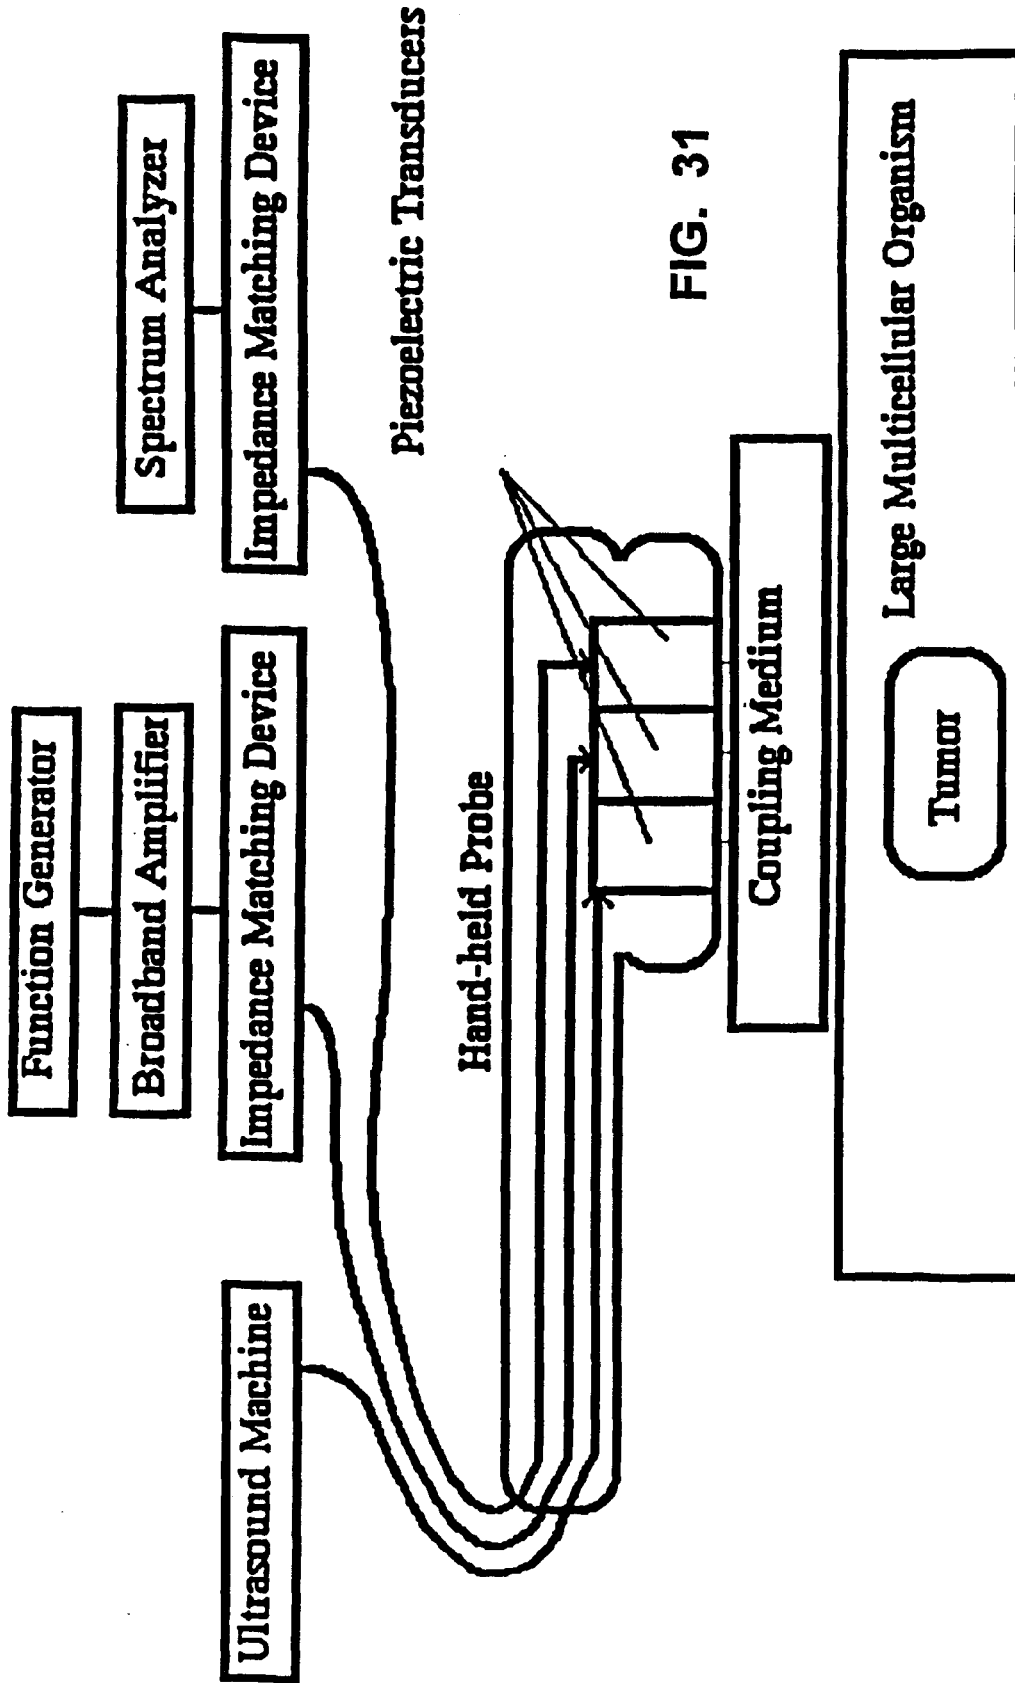 Function Generator
Broadband Amplifier
Spectrum Analyzer
Ultrasound Machine
Impedance Matching Device
Impedance Matching Device
Piezoelectric Transducers
Hand-held Probe
FIG. 31
Coupling Medium
Large Multicellular Organism
Tumor